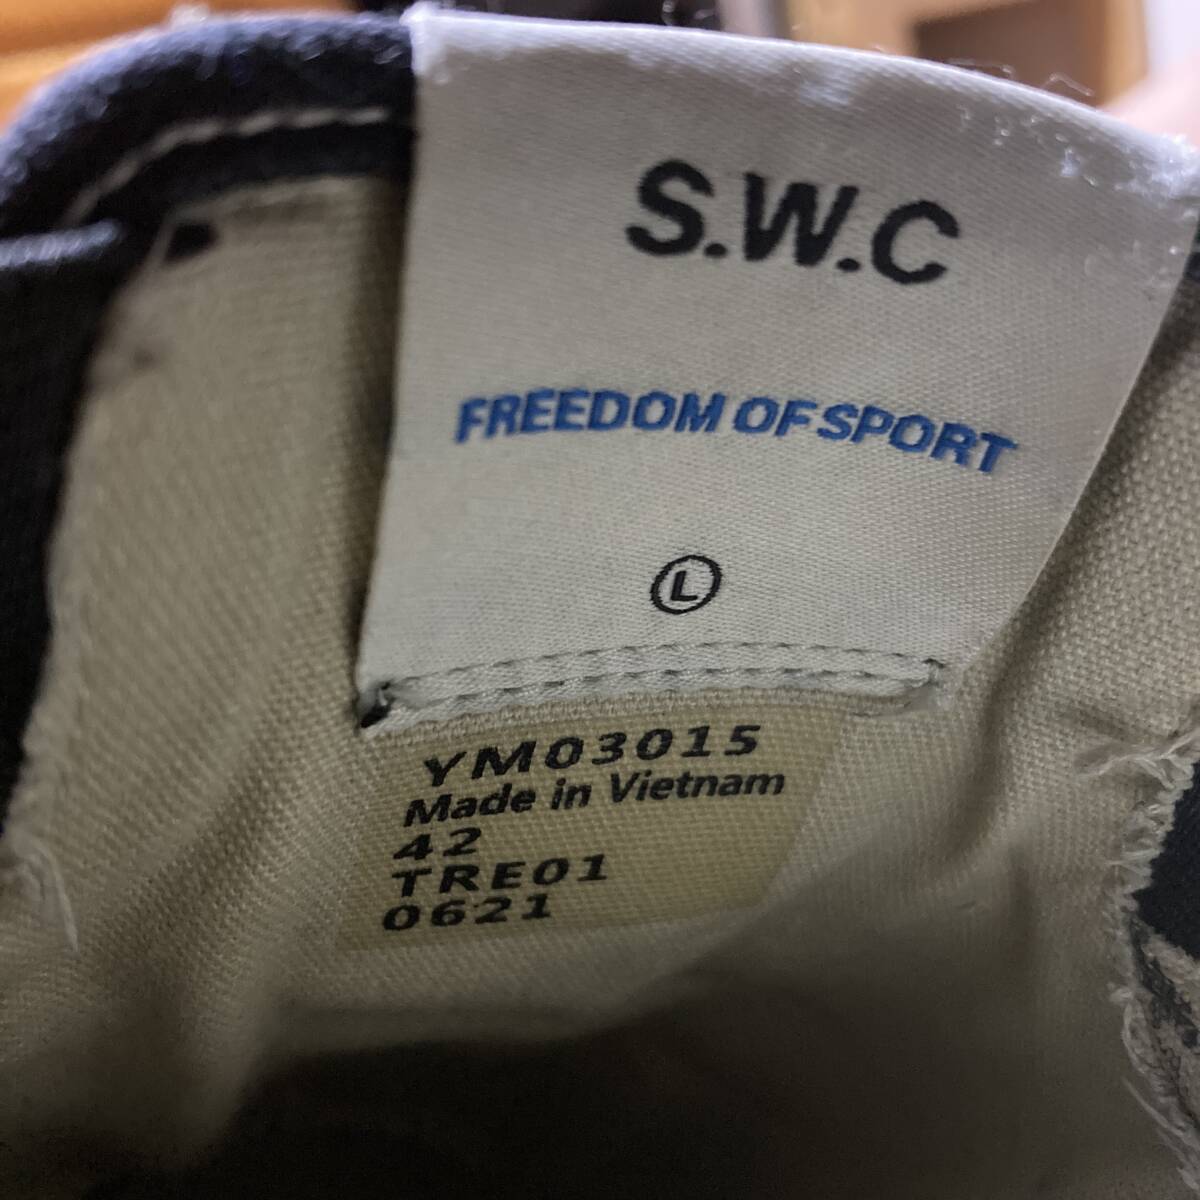 S.W.C
FREEDOM OF SPORT
L
YM03015
Made in Vietnam
42
TRE01
0621